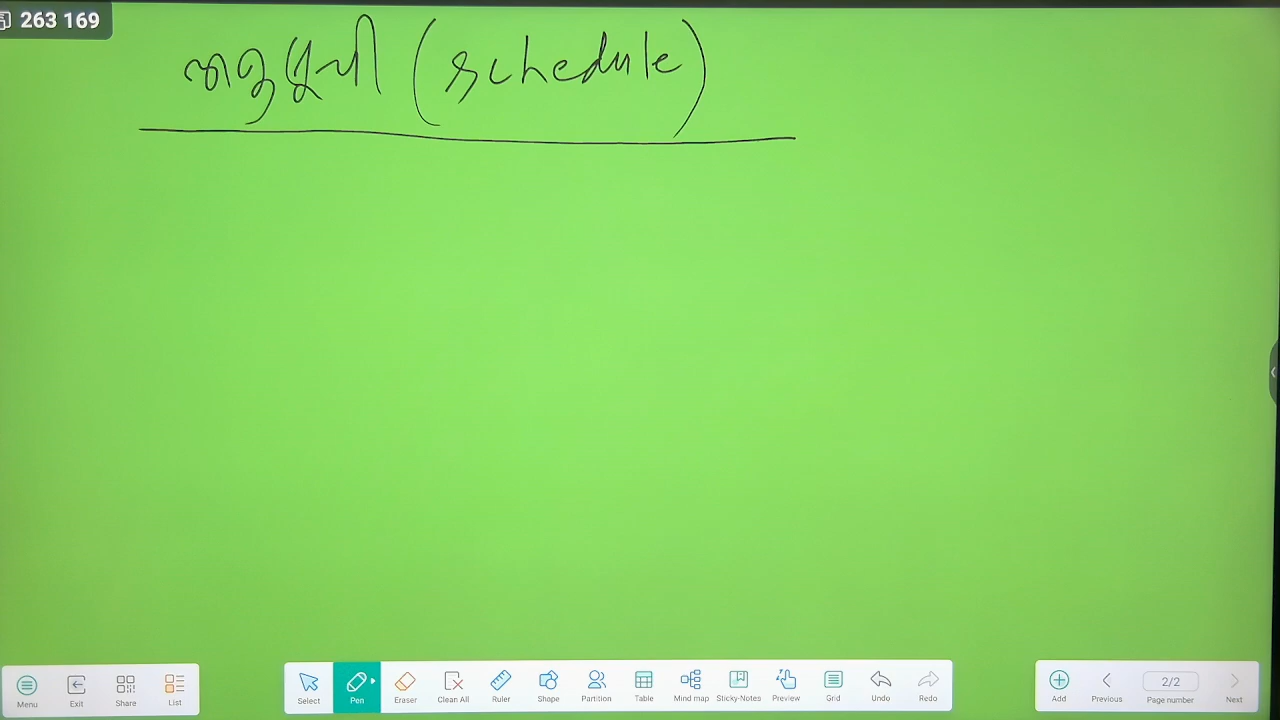 263 169
અનુસૂચી (schedule)
Menu
Exit
Share
List
Select
Pen
Eraser
Clean All
Ruler
Shape
Partition
Table
Mind map
Sticky-Notes
Preview
Grid
Undo
Redo
Add
Previous
2/2
Page number
Next